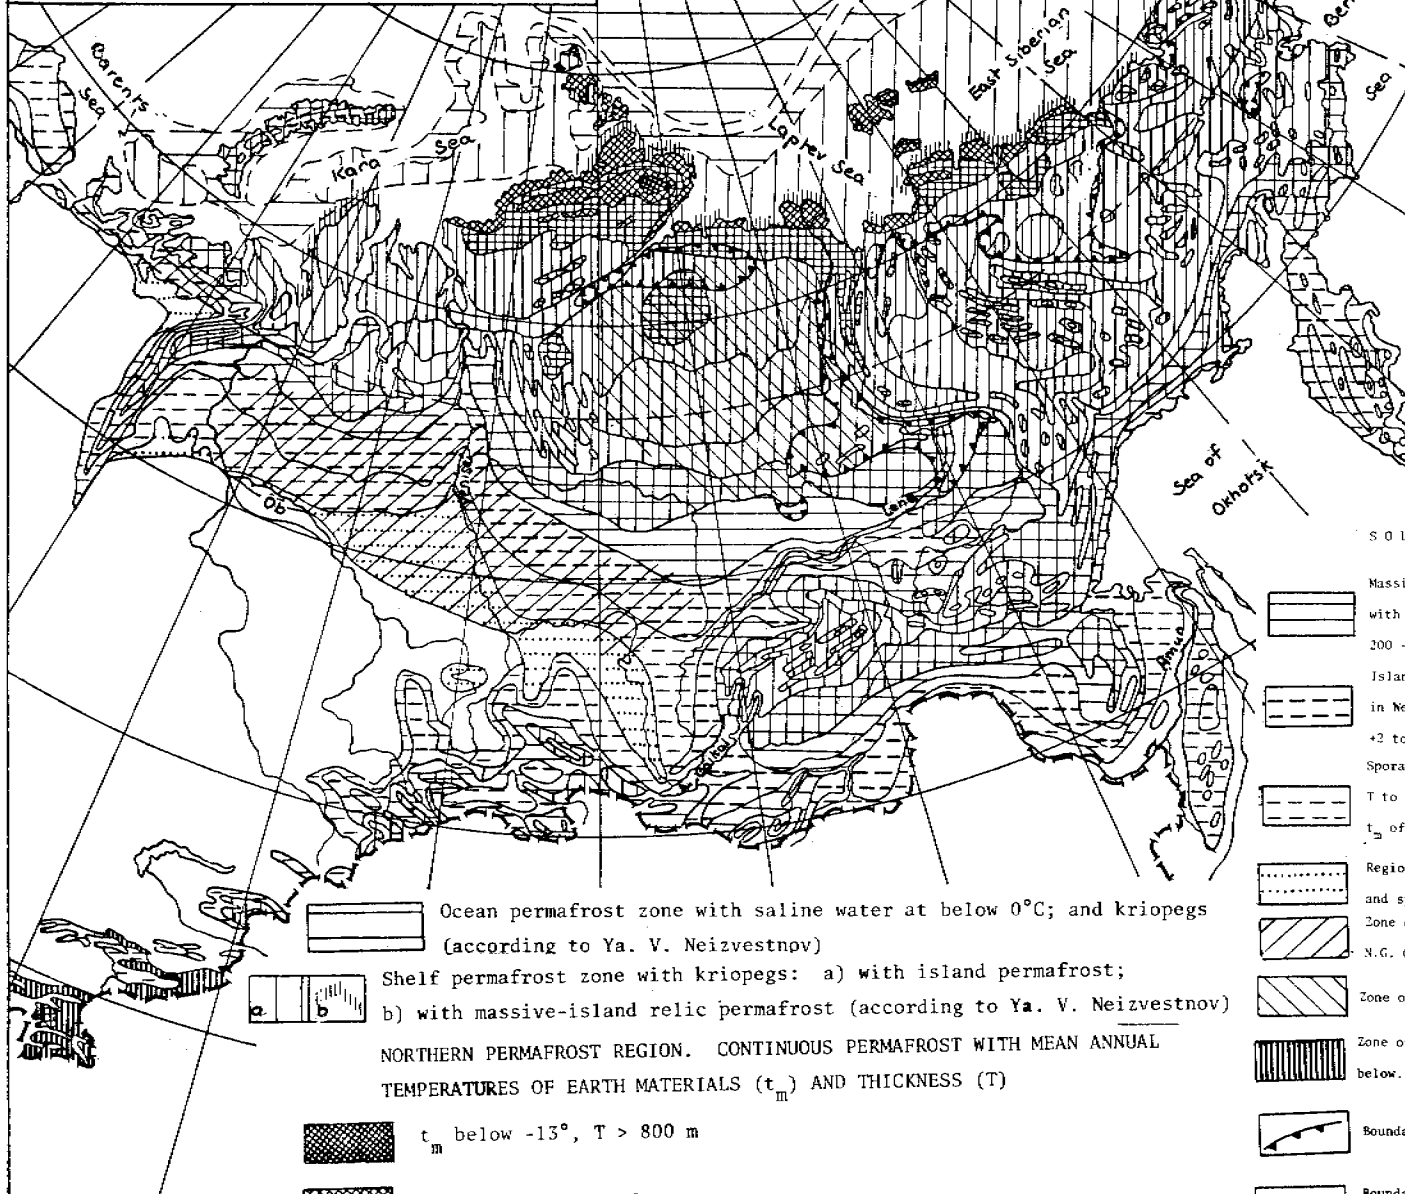 Barents
Sea
Kara Sea
Laptev Sea
East Siberian
Sea
Sea
Sea of
Okhotsk
Ob
Lena
Baikal
S O
Massi
with
200 -
Islan
in We
+2 to
Spora
T to
t_m of
Regio
and s
Zone
N.G.
Zone o
Zone o
below.
Bounda
Bounda
Ocean permafrost zone with saline water at below 0°C; and kriopegs
(according to Ya. V. Neizvestnov)
a b
Shelf permafrost zone with kriopegs: a) with island permafrost;
b) with massive-island relic permafrost (according to Ya. V. Neizvestnov)
NORTHERN PERMAFROST REGION. CONTINUOUS PERMAFROST WITH MEAN ANNUAL
TEMPERATURES OF EARTH MATERIALS (t_m) AND THICKNESS (T)
t_m below -13°, T > 800 m